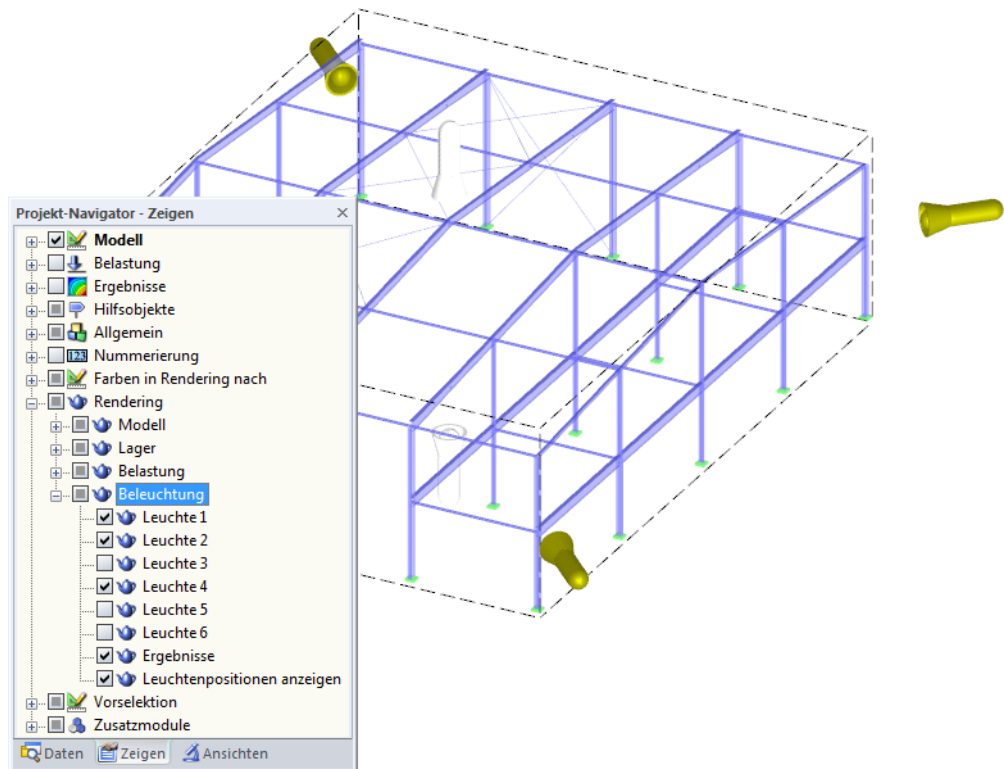 Projekt-Navigator - Zeigen
Modell
Belastung
Ergebnisse
Hilfsobjekte
Allgemein
123 Nummerierung
Farben in Rendering nach
Rendering
Modell
Lager
Belastung
Beleuchtung
Leuchte 1
Leuchte 2
Leuchte 3
Leuchte 4
Leuchte 5
Leuchte 6
Ergebnisse
Leuchtenpositionen anzeigen
Vorselektion
Zusatzmodule
Daten Zeigen Ansichten